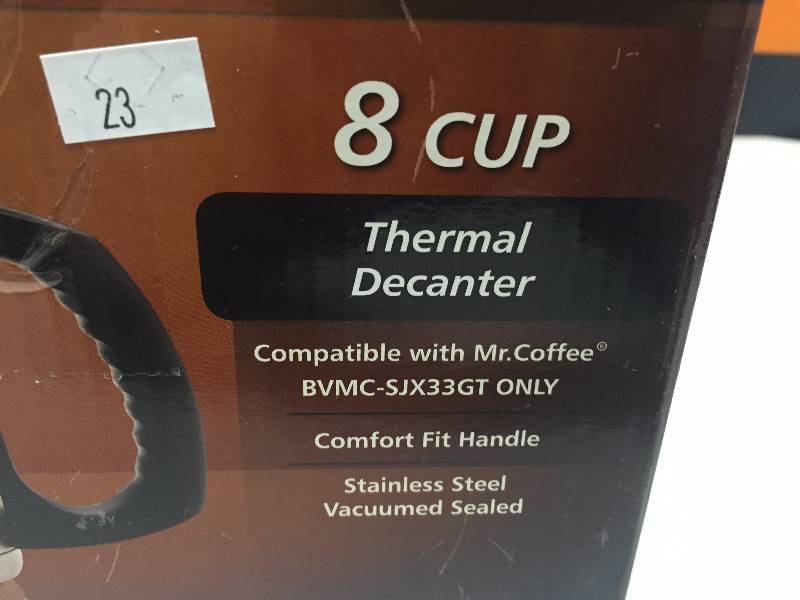 23
8 CUP
Thermal
Decanter
Compatible with Mr.Coffee®
BVMC-SJX33GT ONLY
Comfort Fit Handle
Stainless Steel
Vacuumed Sealed